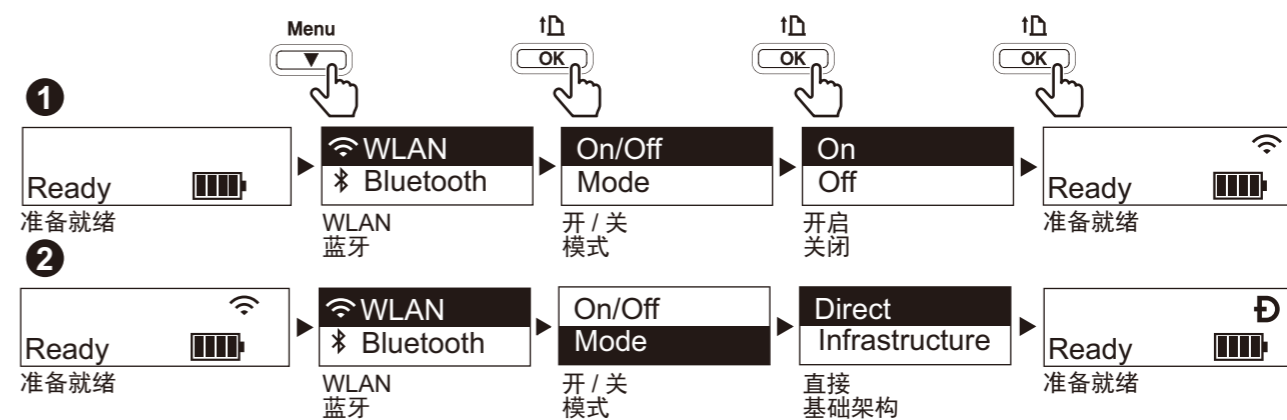 Menu
▼ OK OK OK
1
Ready WLAN On/Off On Ready
Bluetooth Mode Off
准备就绪 WLAN 开 / 关 开启 准备就绪
蓝牙 模式 关闭
2
Ready WLAN On/Off Direct Ready
Bluetooth Mode Infrastructure
准备就绪 WLAN 开 / 关 直接 准备就绪
蓝牙 模式 基础架构